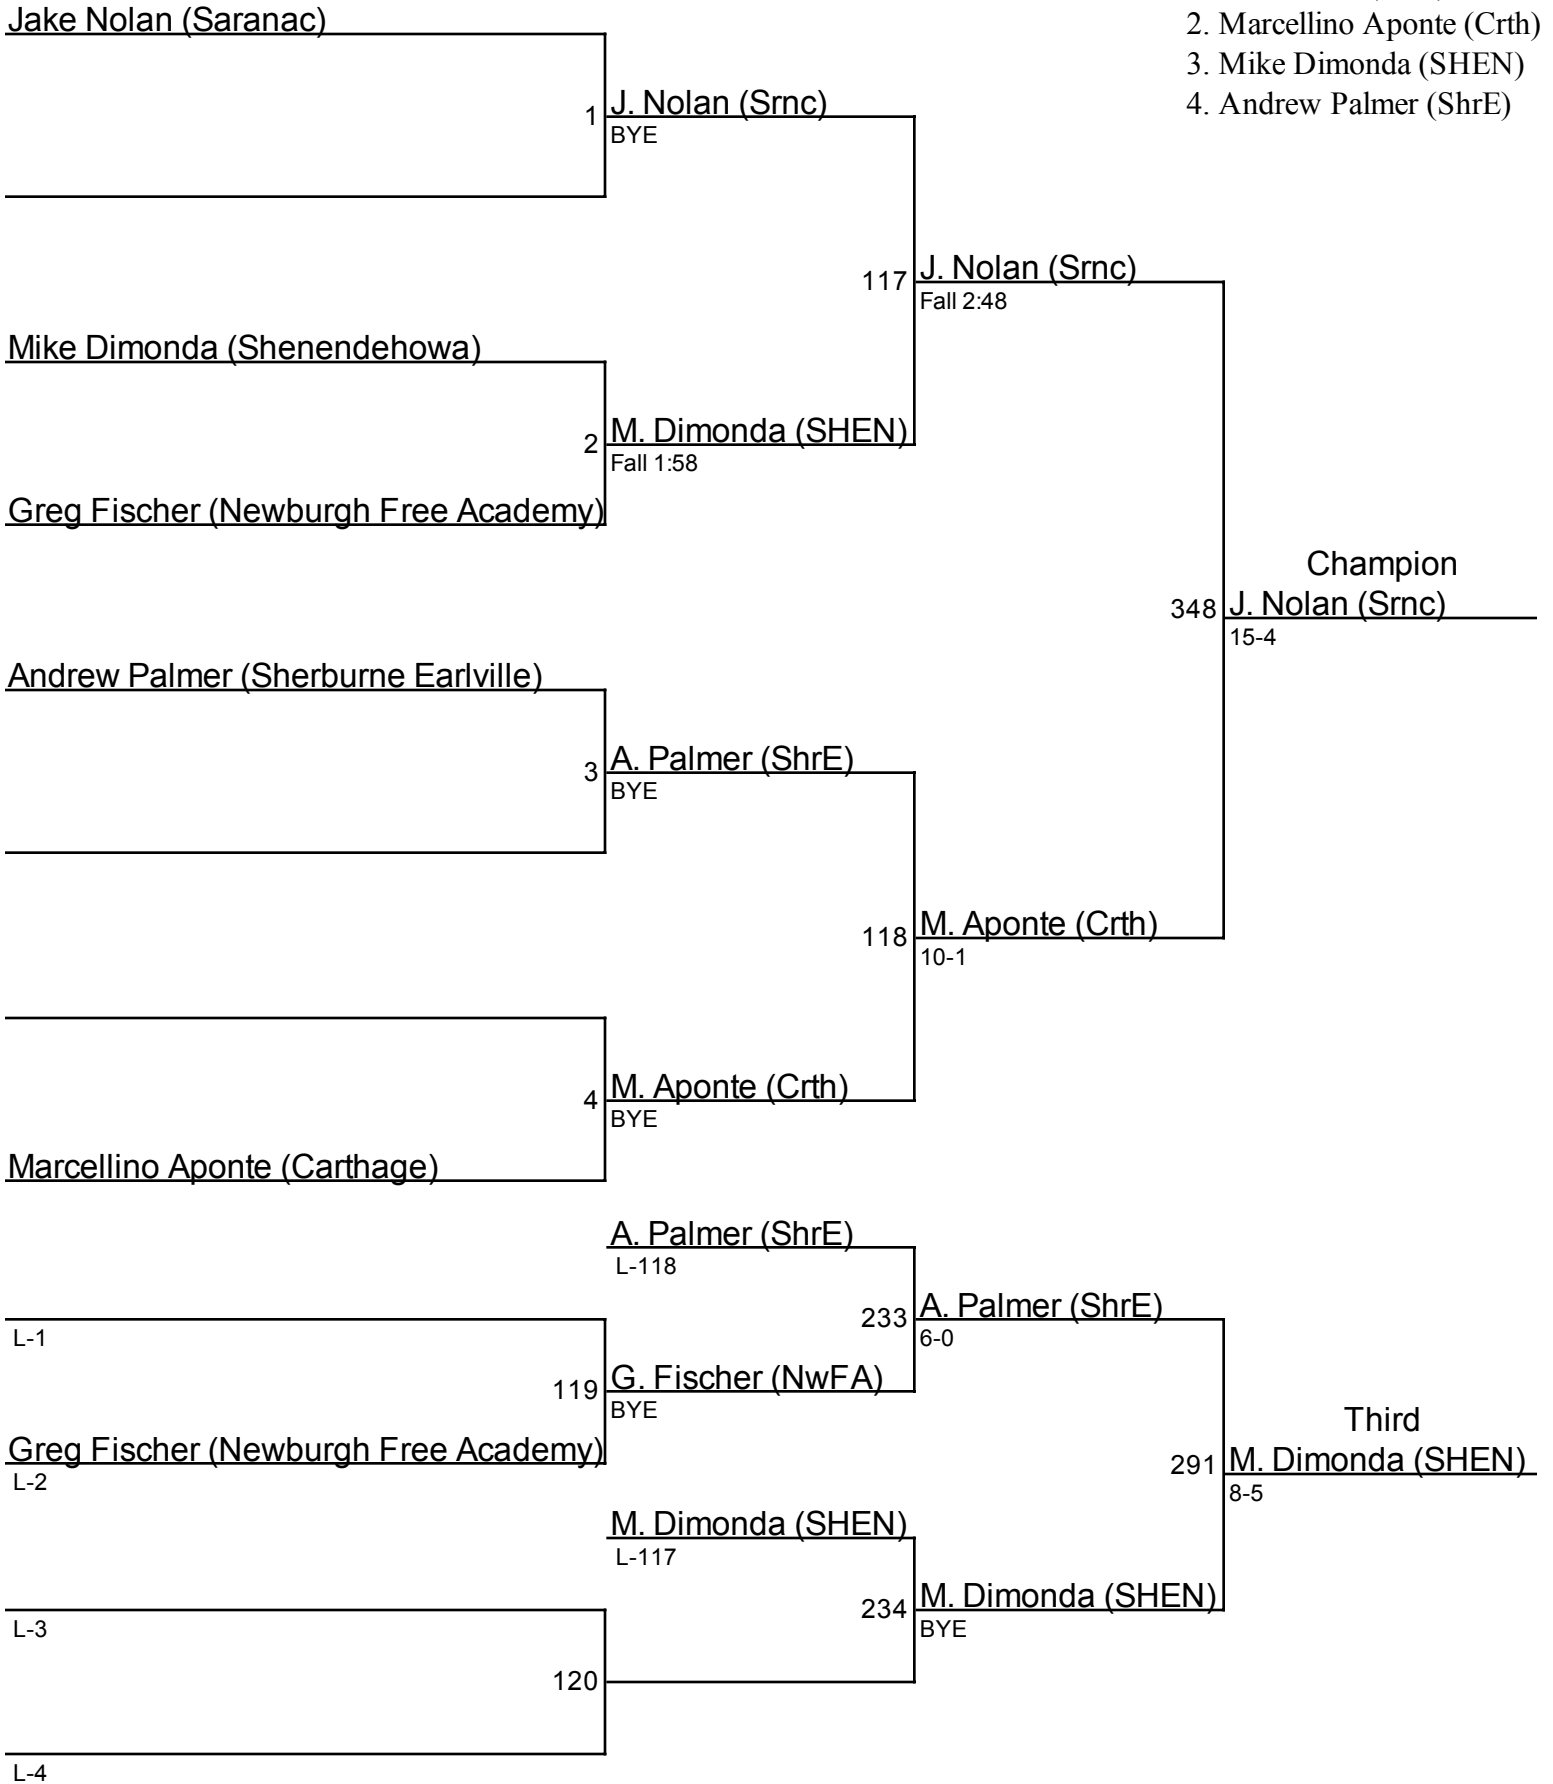 Jake Nolan (Saranac)
2. Marcellino Aponte (Crth)
3. Mike Dimonda (SHEN)
4. Andrew Palmer (ShrE)
1
J. Nolan (Srnc)
BYE
117
J. Nolan (Srnc)
Fall 2:48
Mike Dimonda (Shenendehowa)
2
M. Dimonda (SHEN)
Fall 1:58
Greg Fischer (Newburgh Free Academy)
Champion
348
J. Nolan (Srnc)
15-4
Andrew Palmer (Sherburne Earlville)
3
A. Palmer (ShrE)
BYE
118
M. Aponte (Crth)
10-1
4
M. Aponte (Crth)
BYE
Marcellino Aponte (Carthage)
A. Palmer (ShrE)
L-118
233
A. Palmer (ShrE)
6-0
L-1
119
G. Fischer (NwFA)
BYE
Greg Fischer (Newburgh Free Academy)
L-2
Third
291
M. Dimonda (SHEN)
8-5
M. Dimonda (SHEN)
L-117
234
M. Dimonda (SHEN)
BYE
L-3
120
L-4